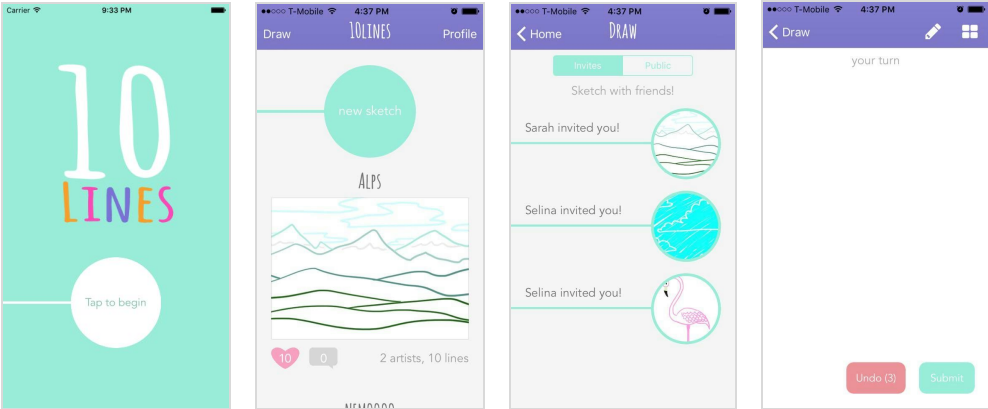 Carrier 9:33 PM
10
LINES
Tap to begin
T-Mobile 4:37 PM
Draw 10LINES Profile
new sketch
ALPS
10 0 2 artists, 10 lines
T-Mobile 4:37 PM
Home DRAW
Invites Public
Sketch with friends!
Sarah invited you!
Selina invited you!
Selina invited you!
T-Mobile 4:37 PM
Draw
your turn
Undo (3) Submit